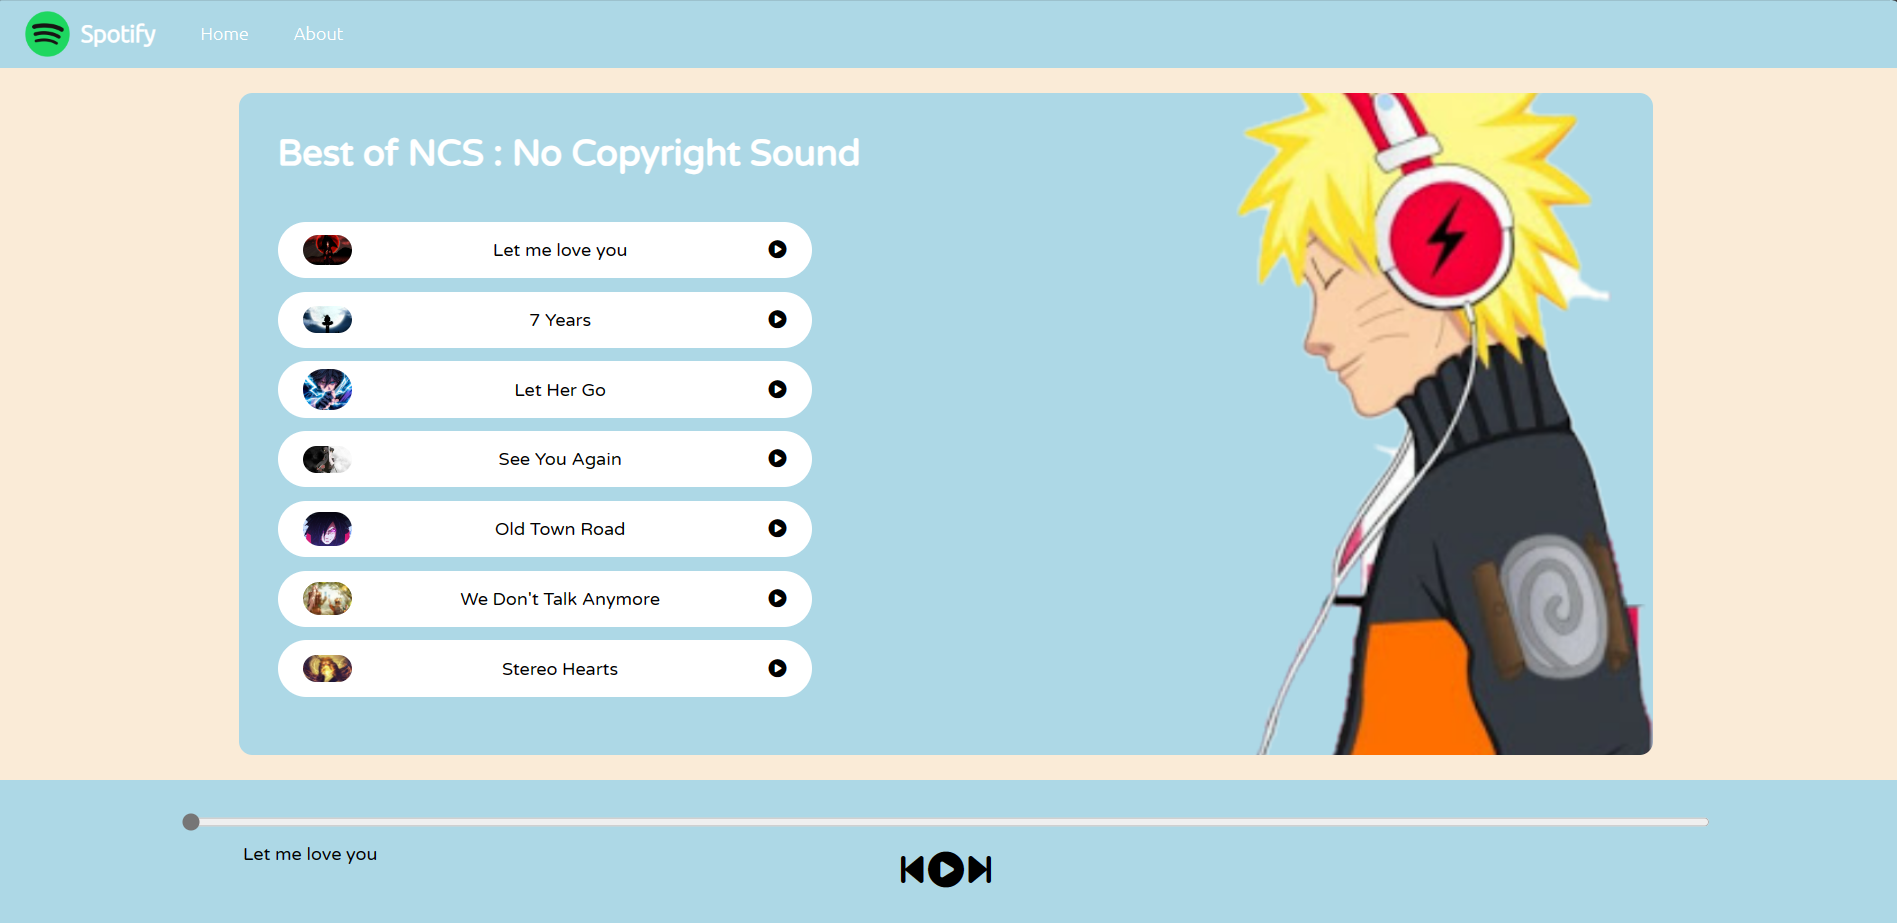 Spotify Home About
Best of NCS : No Copyright Sound
Let me love you
7 Years
Let Her Go
See You Again
Old Town Road
We Don't Talk Anymore
Stereo Hearts
Let me love you